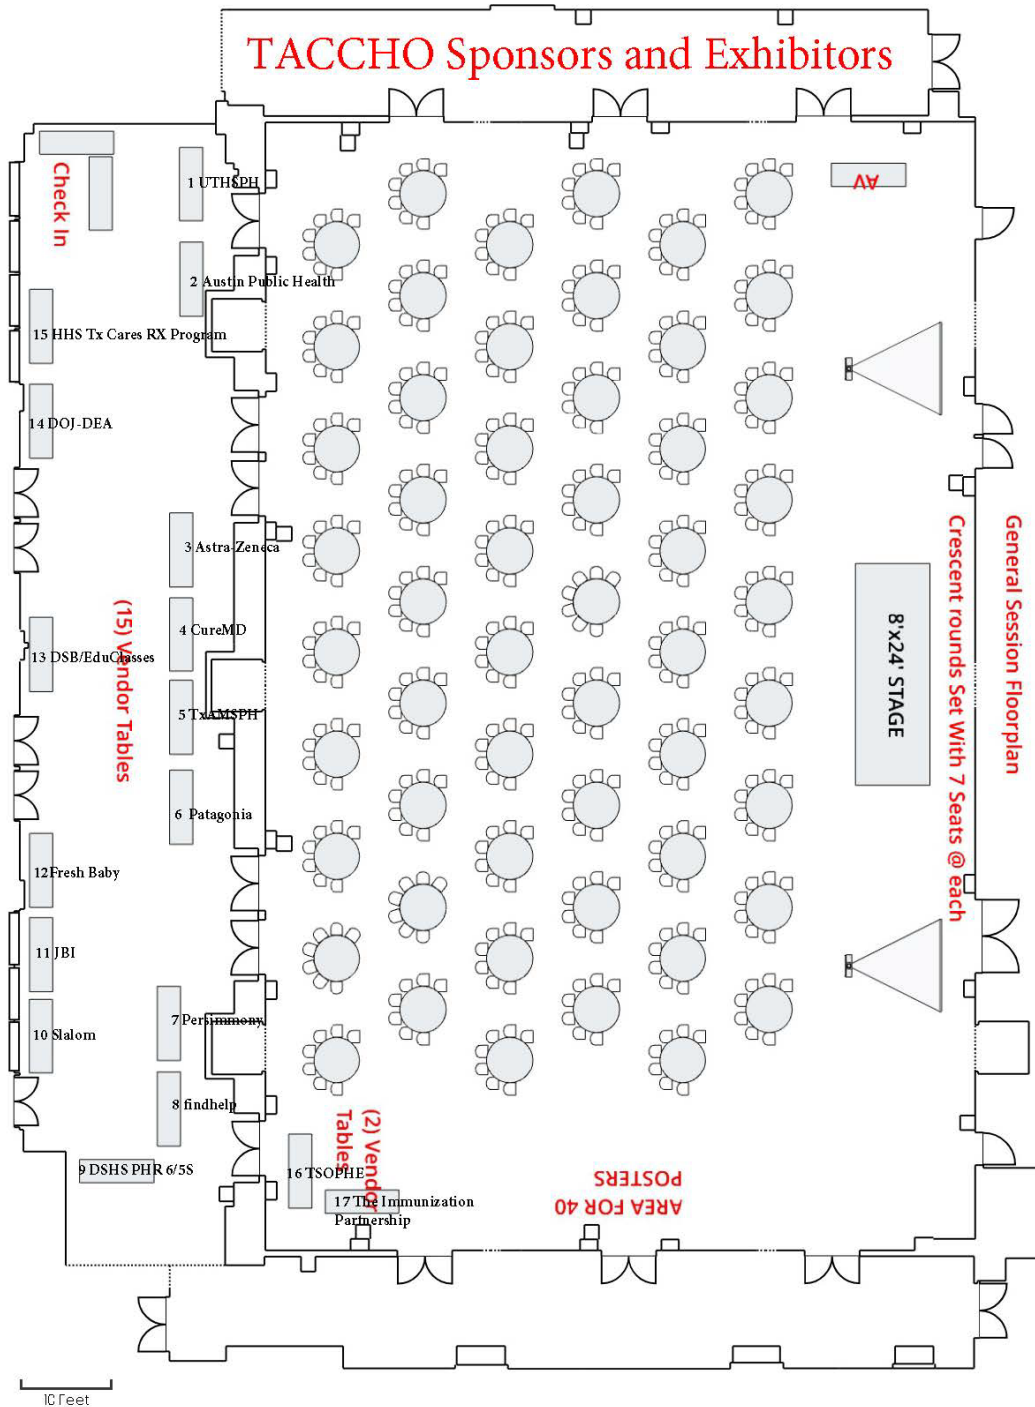 TACCHO Sponsors and Exhibitors
Check In
1 UTHSPH
AV
2 Austin Public Health
15 HHS Tx Cares RX Program
14 DOJ-DEA
3 Astra-Zeneca
(15) Vendor Tables
4 CureMD
13 DSB/EduClasses
5 TxAMSPH
6 Patagonia
12Fresh Baby
11 JBI
10 Slalom
7 Persimmony
8 findhelp
9 DSHS PHR 6/5S
General Session Floorplan
Crescent rounds Set With 7 Seats @ each
8'x24' STAGE
(2) Vendor
Tables
16 TSOPHE
17 The Immunization
Partnership
AREA FOR 40
POSTERS
10 Feet